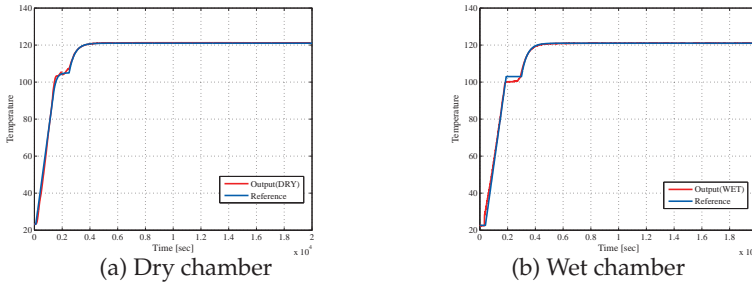 140
120
100
80
60
40
20
Temperature
Output(DRY)
Reference
0 0.2 0.4 0.6 0.8 1 1.2 1.4 1.6 1.8 2
Time [sec]
x 10^4
(a) Dry chamber
140
120
100
80
60
40
20
Temperature
Output(WET)
Reference
0 0.2 0.4 0.6 0.8 1 1.2 1.4 1.6 1.8
Time [sec]
x 10
(b) Wet chamber